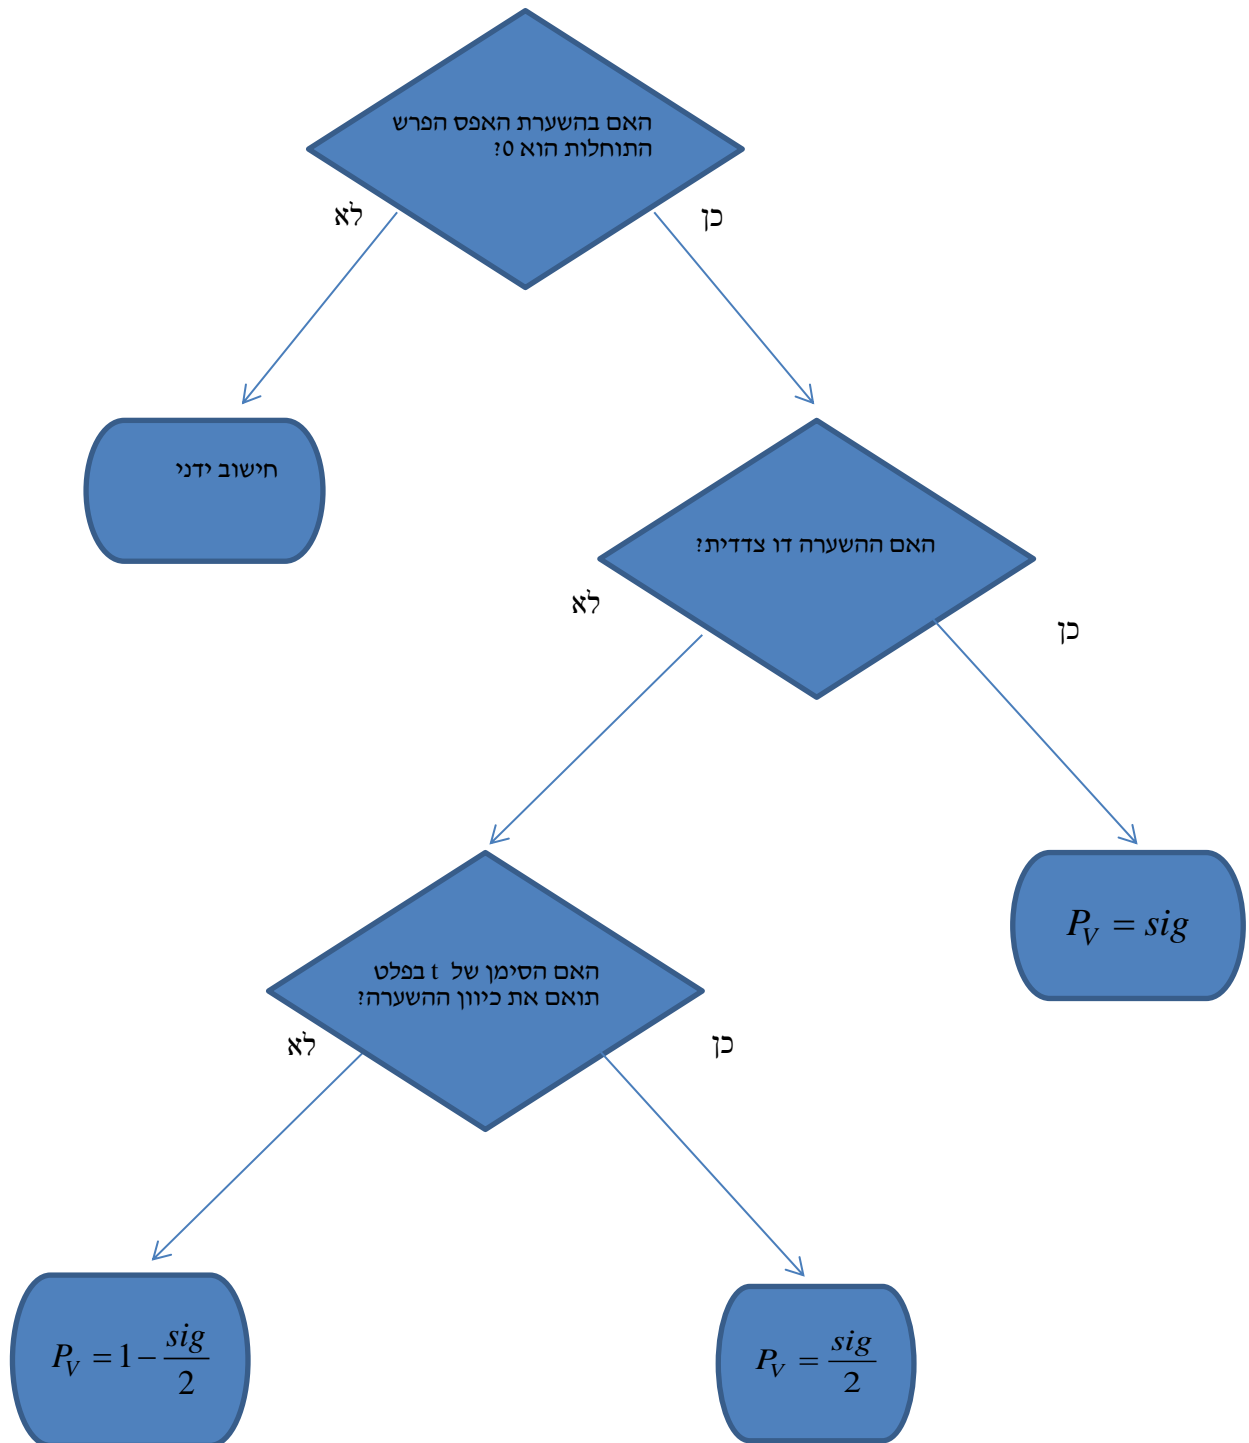 האם בהשערת האפס הפרש
התוחלות הוא 0?
לא
כן
חישוב ידני
האם ההשערה דו צדדית?
לא
כן
P_V = sig
האם הסימן של t בפלט
תואם את כיוון ההשערה?
לא
כן
P_V = 1 − sig/2
P_V = sig/2